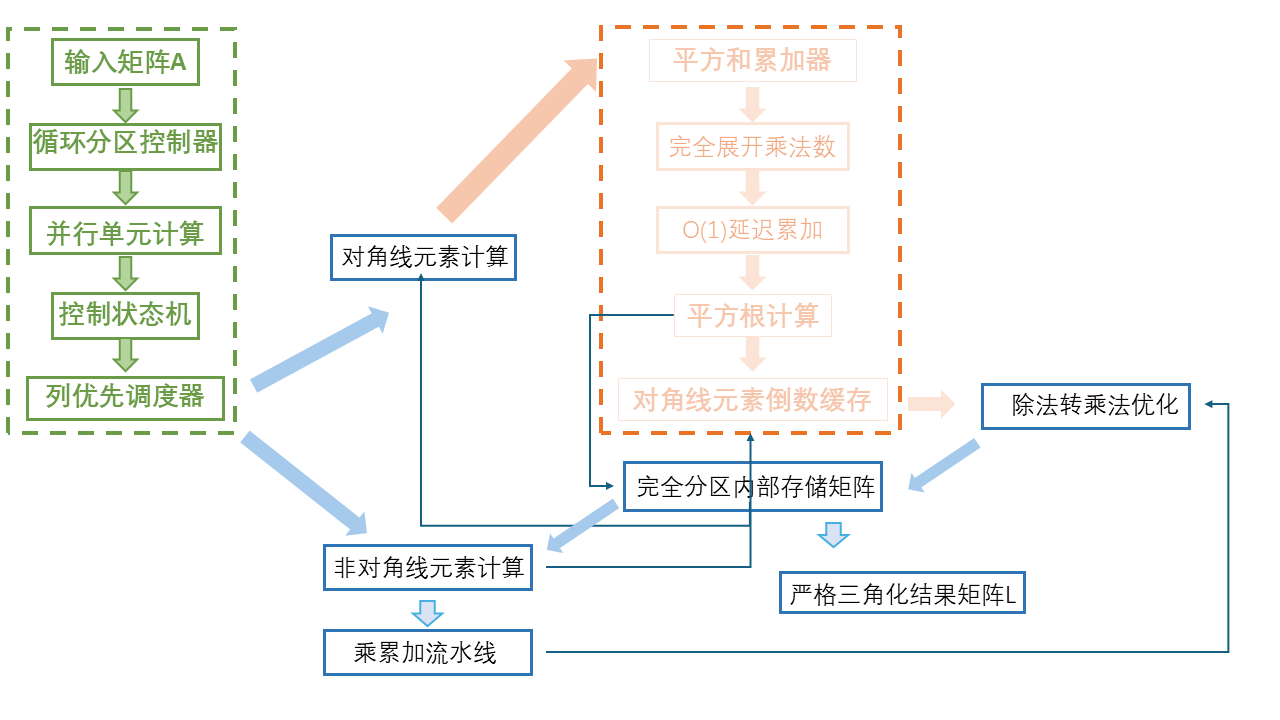 输入矩阵A
循环分区控制器
并行单元计算
控制状态机
列优先调度器
对角线元素计算
平方和累加器
完全展开乘法数
O(1)延迟累加
平方根计算
对角线元素倒数缓存
除法转乘法优化
完全分区内部存储矩阵
非对角线元素计算
严格三角化结果矩阵L
乘累加流水线